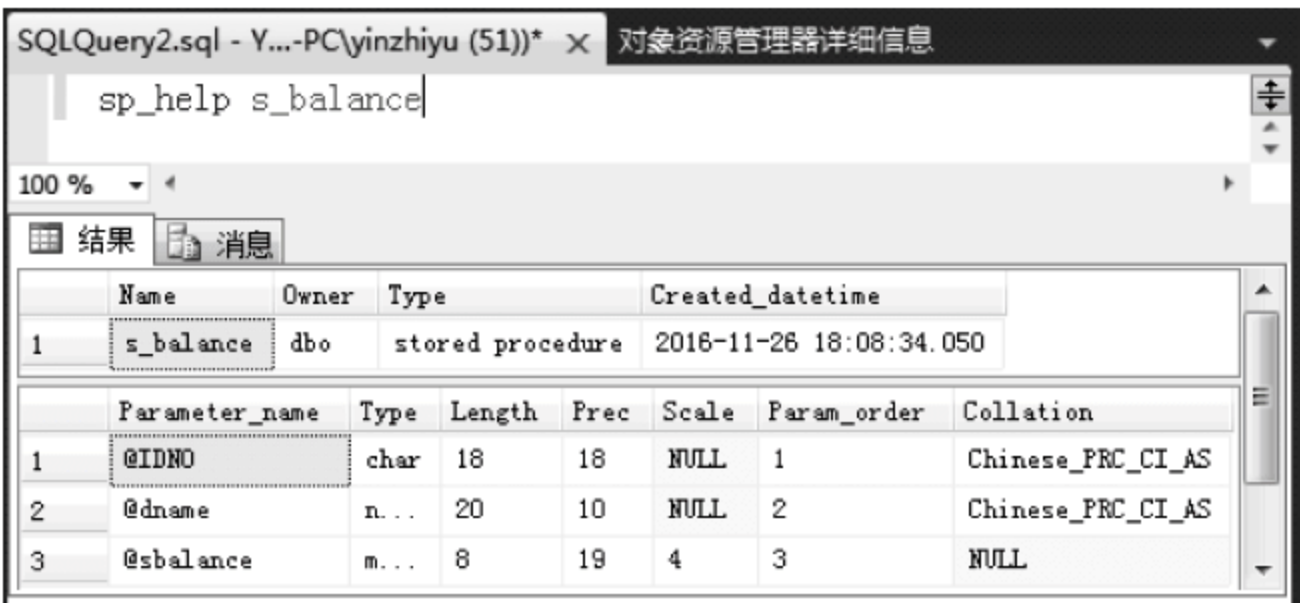 SQLQuery2.sql - Y...-PC\yinzhiyu (51))* × 对象资源管理器详细信息
sp_help s_balance
100 %
结果 消息
Name Owner Type Created_datetime
1 s_balance dbo stored procedure 2016-11-26 18:08:34.050
Parameter_name Type Length Prec Scale Param_order Collation
1 @IDNO char 18 18 NULL 1 Chinese_PRC_CI_AS
2 @dname n... 20 10 NULL 2 Chinese_PRC_CI_AS
3 @sbalance m... 8 19 4 3 NULL